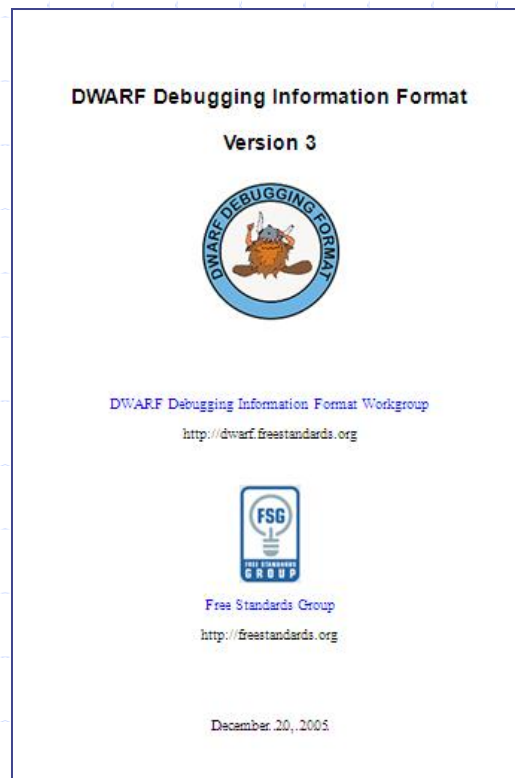 DWARF Debugging Information Format
Version 3
DWARF DEBUGGING FORMAT
DWARF Debugging Information Format Workgroup
http://dwarf.freestandards.org
FSG
FREE STANDARDS
GROUP
Free Standards Group
http://freestandards.org
December 20, 2005